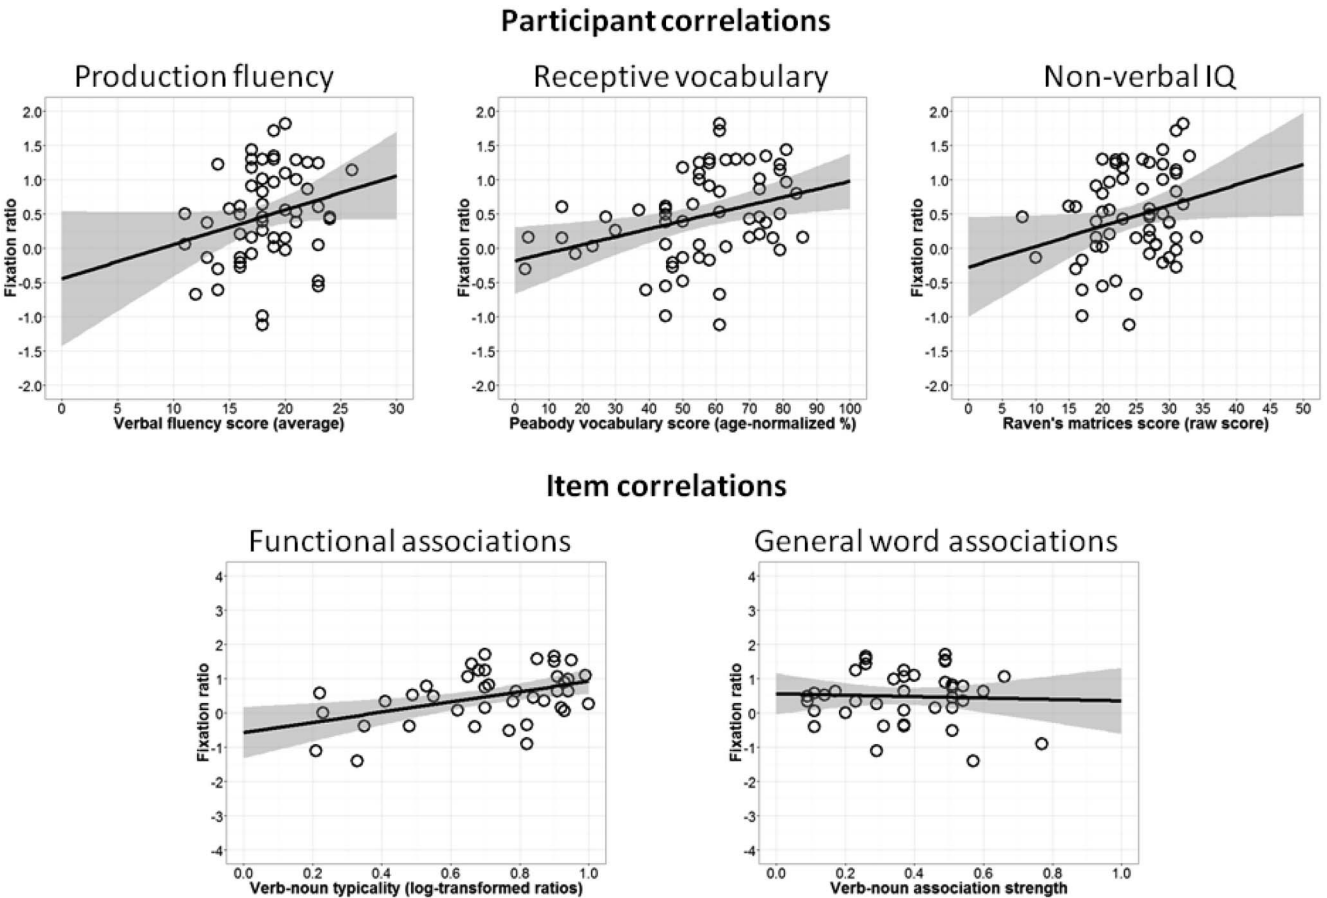 Participant correlations
Production fluency
Receptive vocabulary
Non-verbal IQ
Fixation ratio
2.0
1.5
1.0
0.5
0.0
-0.5
-1.0
-1.5
-2.0
0 5 10 15 20 25 30
Verbal fluency score (average)
Fixation ratio
2.0
1.5
1.0
0.5
0.0
-0.5
-1.0
-1.5
-2.0
0 10 20 30 40 50 60 70 80 90 100
Peabody vocabulary score (age-normalized %)
Fixation ratio
2.0
1.5
1.0
0.5
0.0
-0.5
-1.0
-1.5
-2.0
0 5 10 15 20 25 30 35 40 45 50
Raven's matrices score (raw score)
Item correlations
Functional associations
General word associations
Fixation ratio
4
3
2
1
0
-1
-2
-3
-4
0.0 0.2 0.4 0.6 0.8 1.0
Verb-noun typicality (log-transformed ratios)
Fixation ratio
4
3
2
1
0
-1
-2
-3
-4
0.0 0.2 0.4 0.6 0.8 1.0
Verb-noun association strength